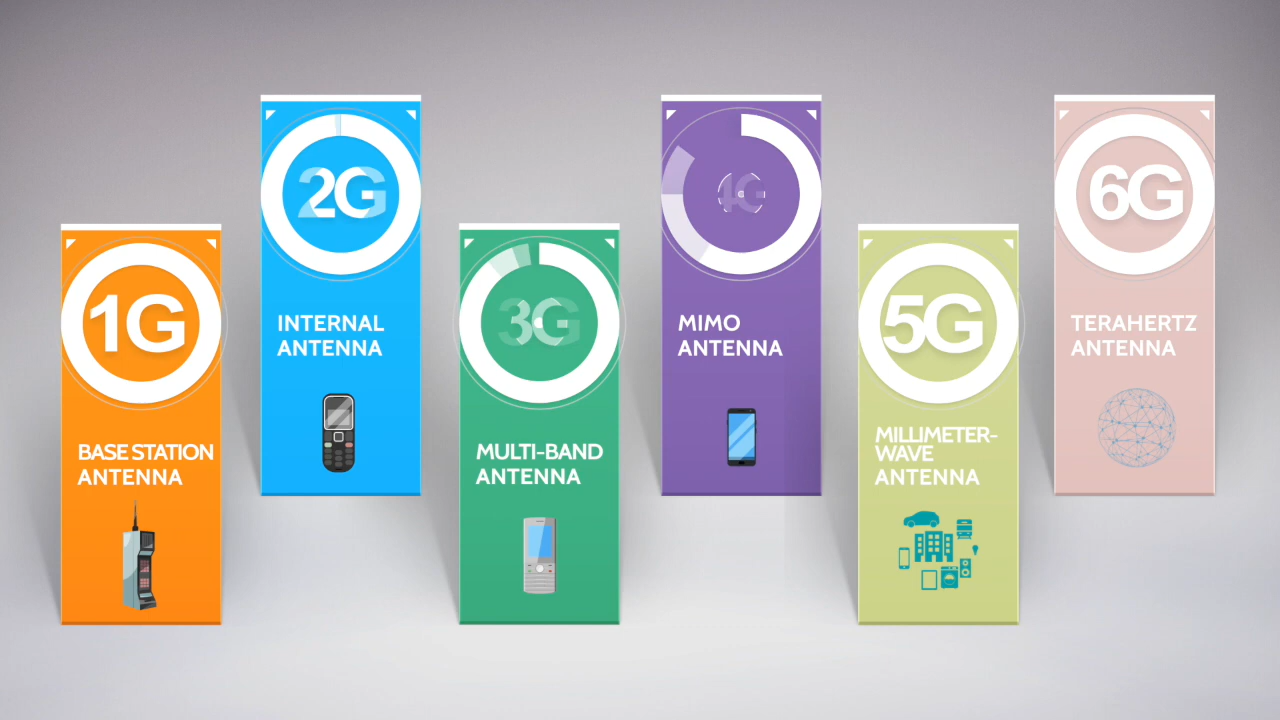 1G
BASE STATION
ANTENNA
2G
INTERNAL
ANTENNA
3G
MULTI-BAND
ANTENNA
4G
MIMO
ANTENNA
5G
MILLIMETER-
WAVE
ANTENNA
6G
TERAHERTZ
ANTENNA